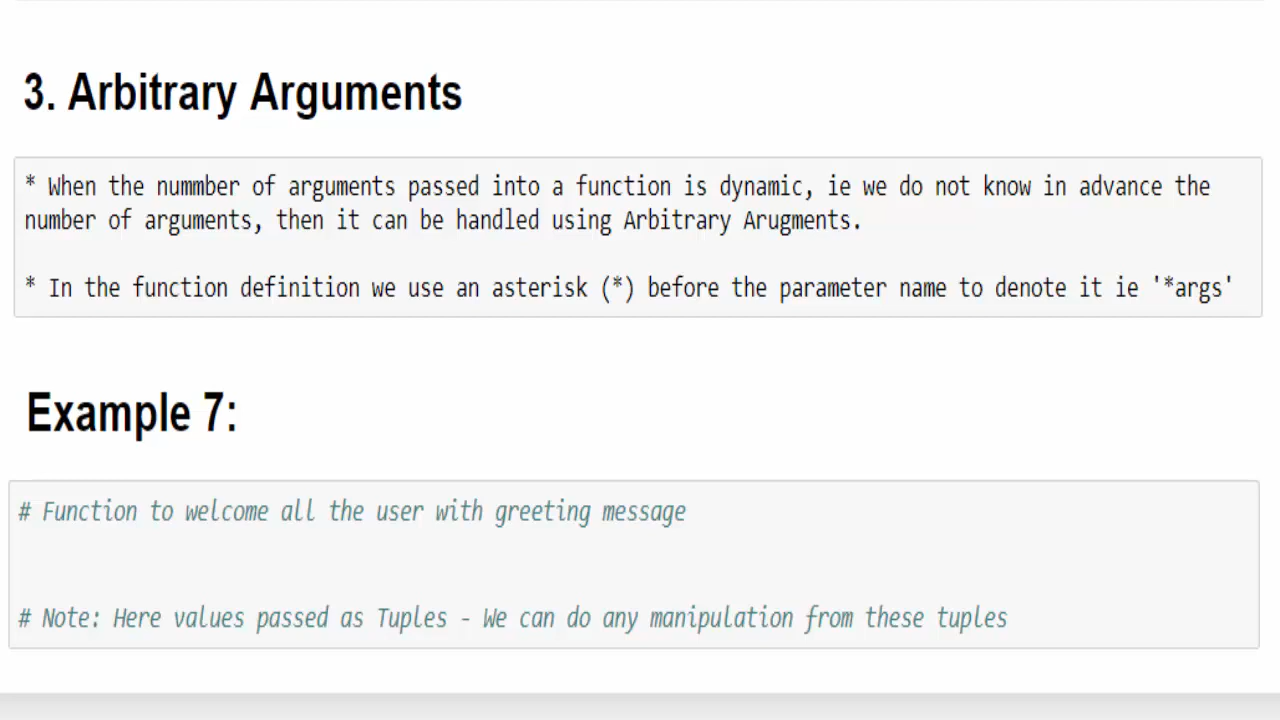 3. Arbitrary Arguments
* When the nummber of arguments passed into a function is dynamic, ie we do not know in advance the
number of arguments, then it can be handled using Arbitrary Arugments.
* In the function definition we use an asterisk (*) before the parameter name to denote it ie '*args'
Example 7:
# Function to welcome all the user with greeting message
# Note: Here values passed as Tuples - We can do any manipulation from these tuples